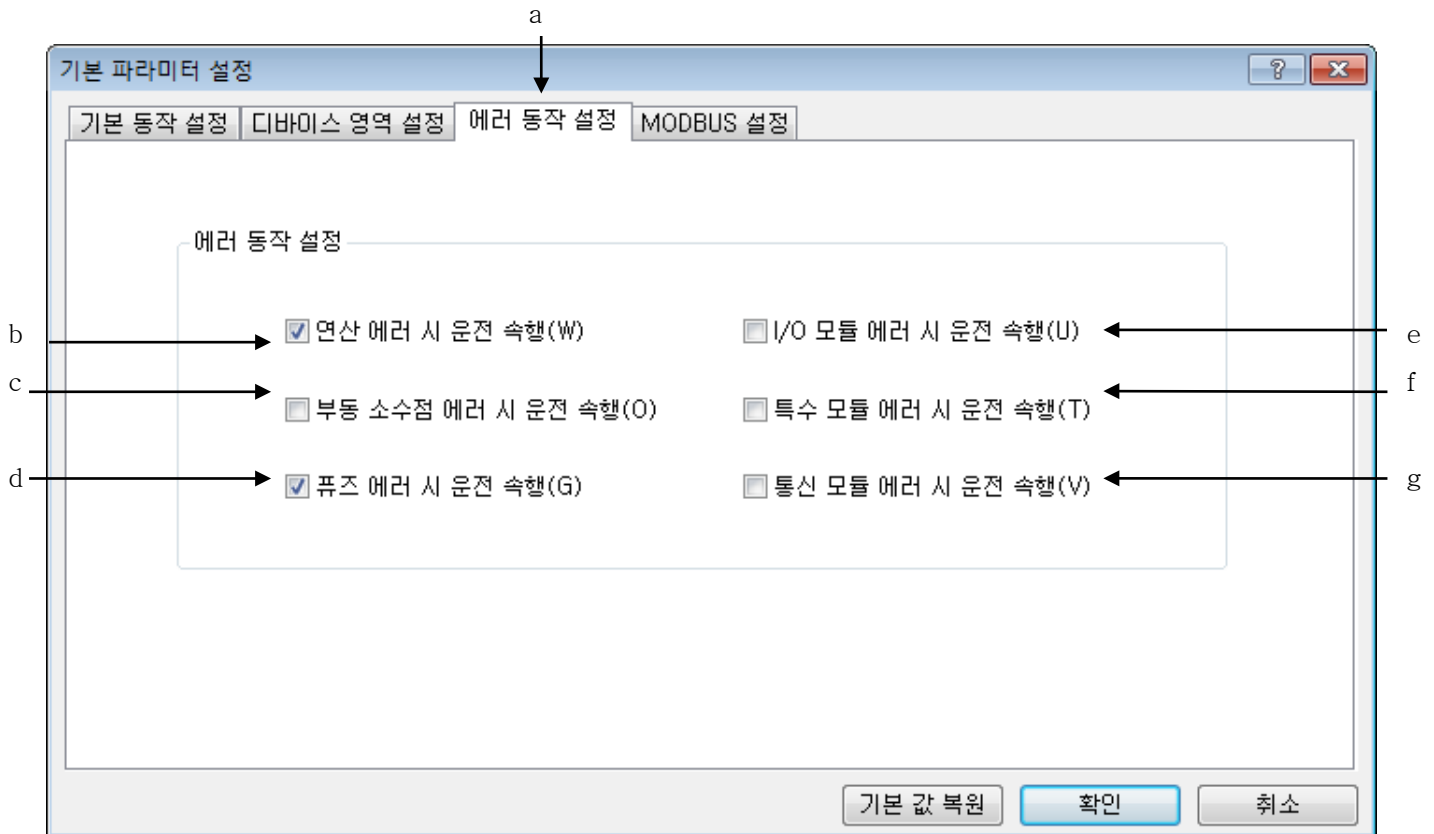 a
기본 파라미터 설정
기본 동작 설정 디바이스 영역 설정 에러 동작 설정 MODBUS 설정
에러 동작 설정
b 연산 에러 시 운전 속행(W) I/O 모듈 에러 시 운전 속행(U) e
c 부동 소수점 에러 시 운전 속행(O) 특수 모듈 에러 시 운전 속행(T) f
d 퓨즈 에러 시 운전 속행(G) 통신 모듈 에러 시 운전 속행(V) g
기본 값 복원 확인 취소